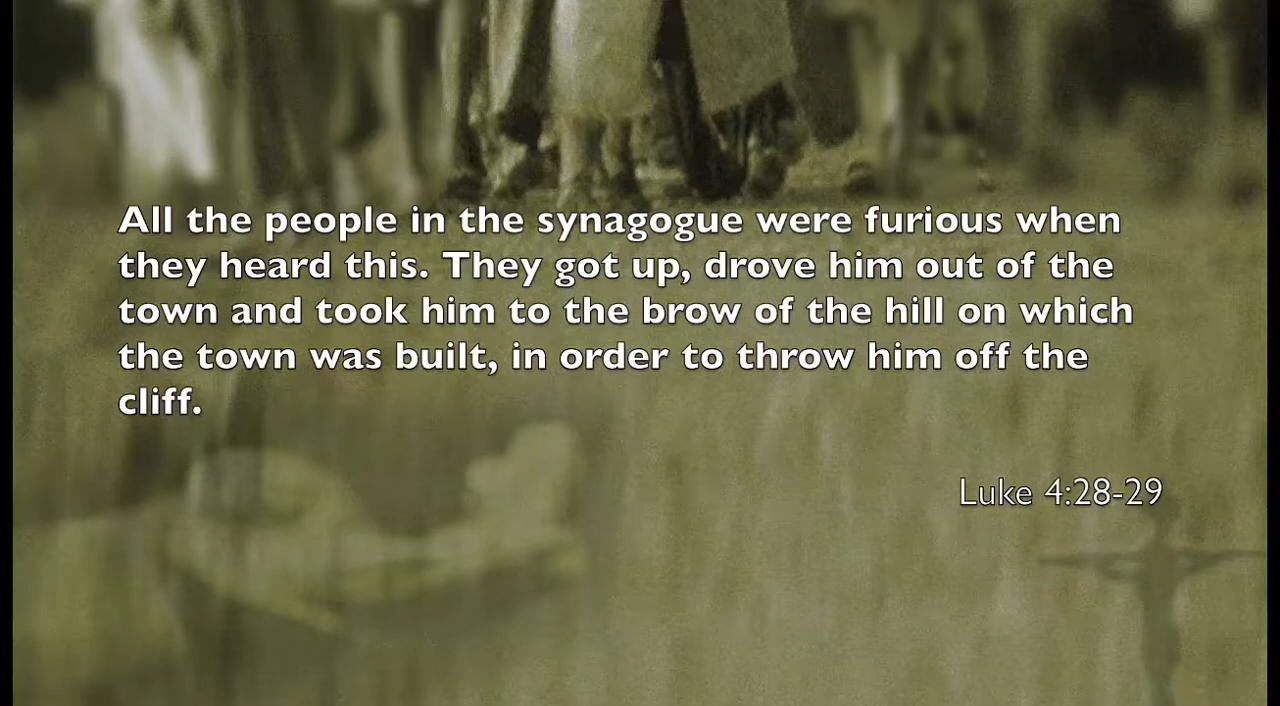 All the people in the synagogue were furious when
they heard this. They got up, drove him out of the
town and took him to the brow of the hill on which
the town was built, in order to throw him off the
cliff.
Luke 4:28-29